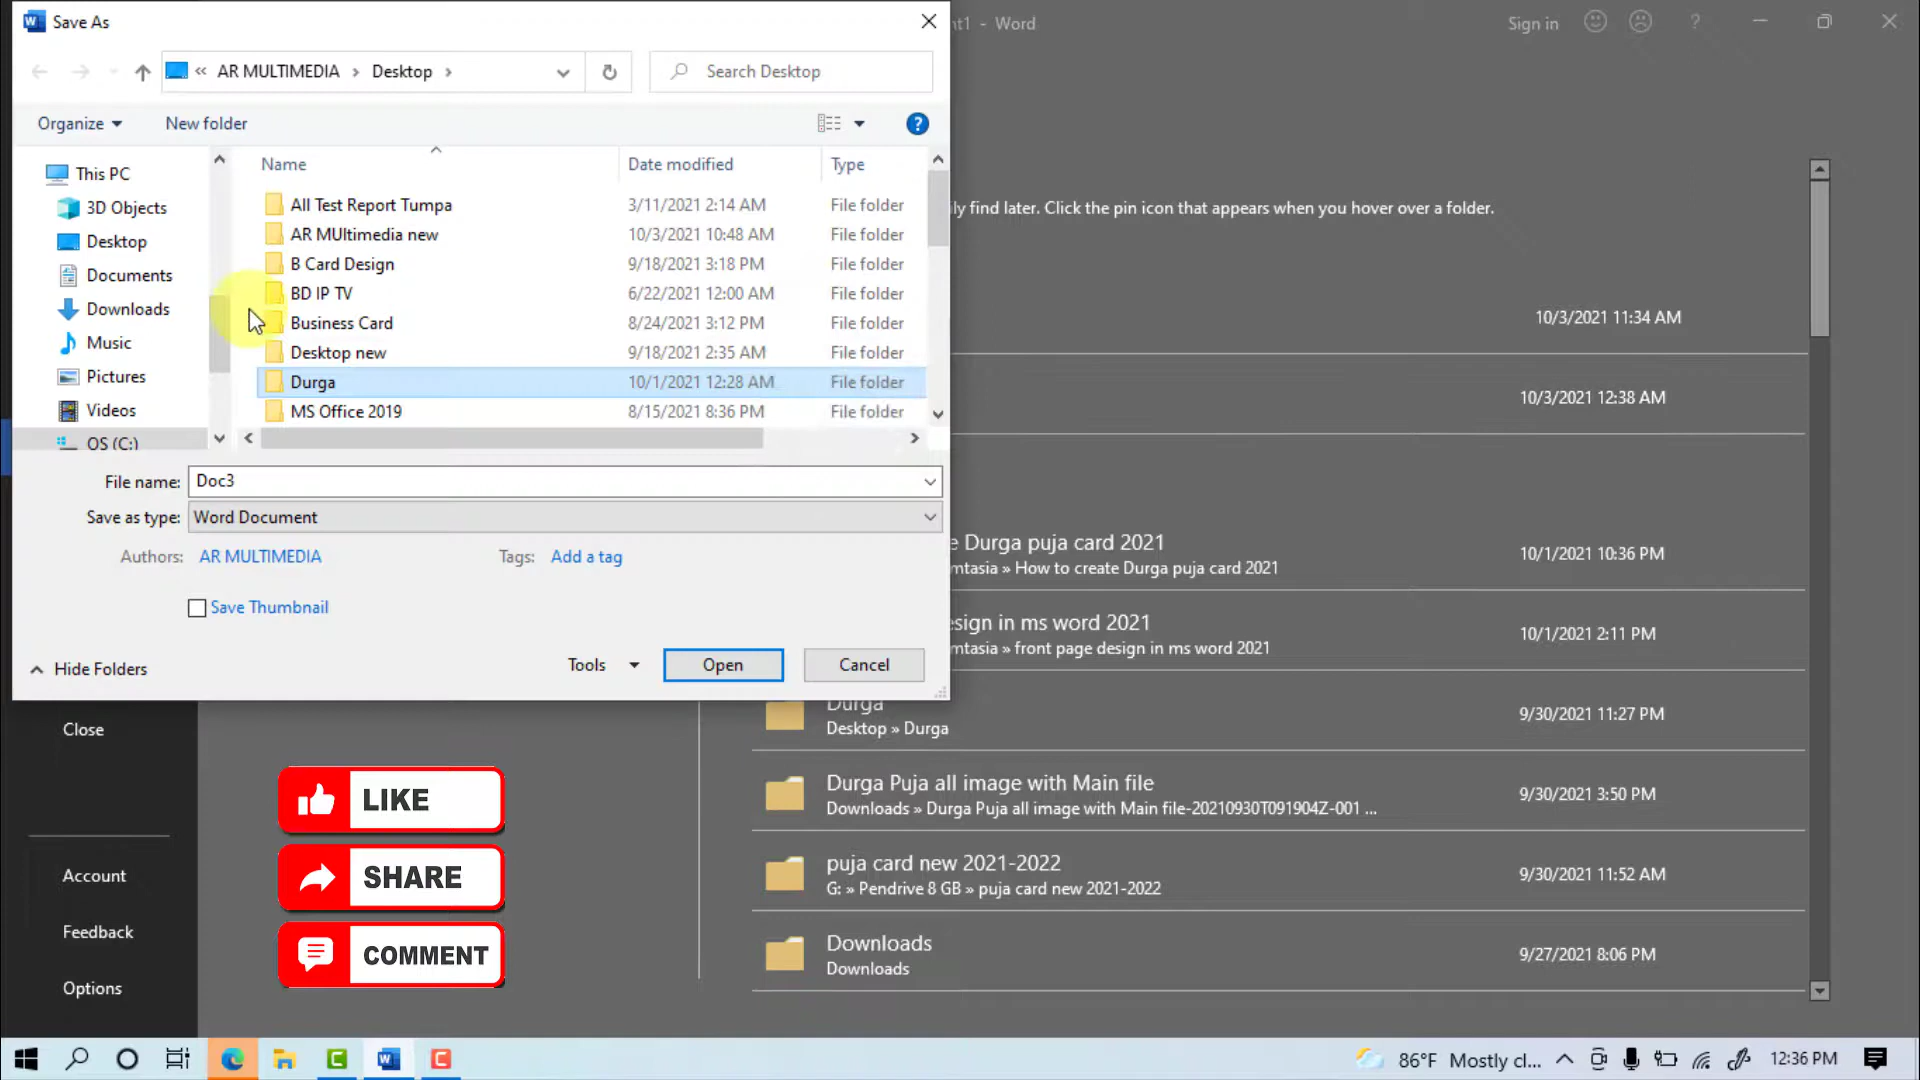 Save As
nt1 - Word
Sign in
?
« AR MULTIMEDIA › Desktop ›
Search Desktop
Organize
New folder
?
This PC
3D Objects
Desktop
Documents
Downloads
Music
Pictures
Videos
OS (C:)
Name Date modified Type
All Test Report Tumpa 3/11/2021 2:14 AM File folder
AR MUltimedia new 10/3/2021 10:48 AM File folder
B Card Design 9/18/2021 3:18 PM File folder
BD IP TV 6/22/2021 12:00 AM File folder
Business Card 8/24/2021 3:12 PM File folder
Desktop new 9/18/2021 2:35 AM File folder
Durga 10/1/2021 12:28 AM File folder
MS Office 2019 8/15/2021 8:36 PM File folder
File name: Doc3
Save as type: Word Document
Authors: AR MULTIMEDIA Tags: Add a tag
Save Thumbnail
Hide Folders
Tools
Open
Cancel
ily find later. Click the pin icon that appears when you hover over a folder.
10/3/2021 11:34 AM
10/3/2021 12:38 AM
e Durga puja card 2021
mtasia » How to create Durga puja card 2021
10/1/2021 10:36 PM
esign in ms word 2021
mtasia » front page design in ms word 2021
10/1/2021 2:11 PM
Durga
Desktop » Durga
9/30/2021 11:27 PM
Durga Puja all image with Main file
Downloads » Durga Puja all image with Main file-20210930T091904Z-001 ...
9/30/2021 3:50 PM
puja card new 2021-2022
G: » Pendrive 8 GB » puja card new 2021-2022
9/30/2021 11:52 AM
Downloads
Downloads
9/27/2021 8:06 PM
Close
Account
Feedback
Options
LIKE
SHARE
COMMENT
86°F Mostly cl...
12:36 PM